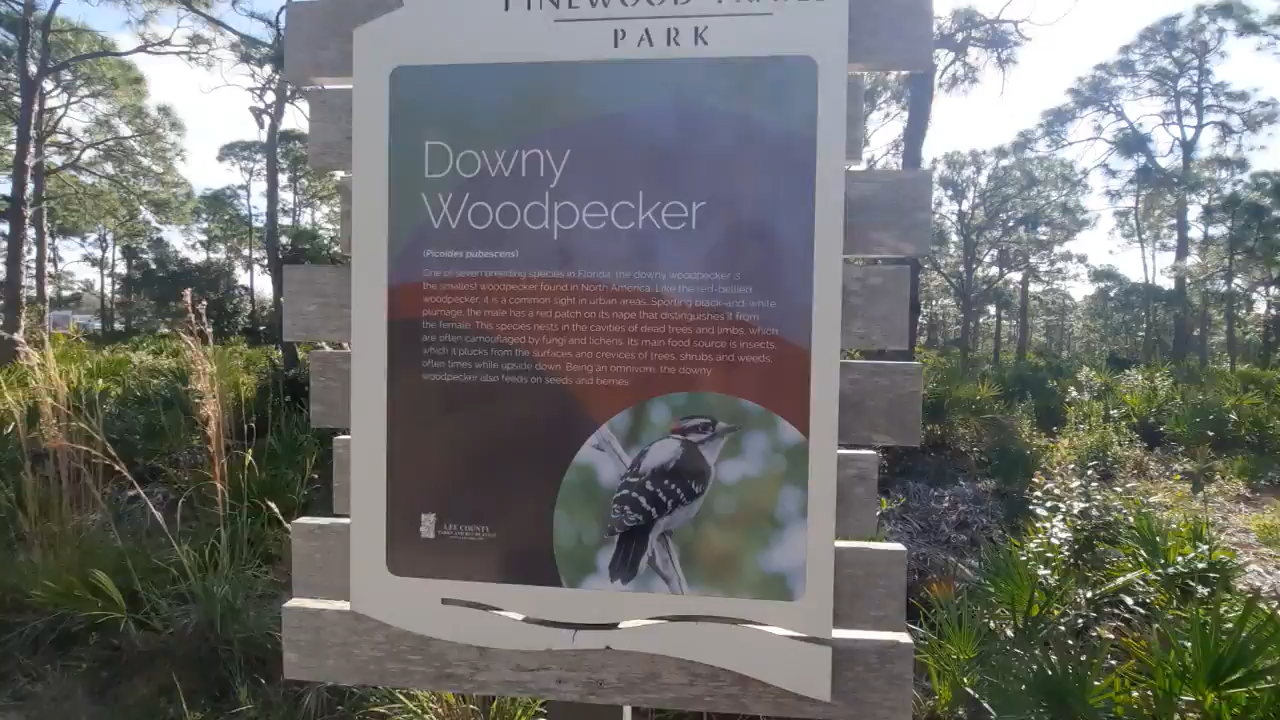 PINEWOOD TRAILS
PARK
Downy
Woodpecker
(Picoides pubescens)
One of seven breeding species in Florida, the downy woodpecker is
the smallest woodpecker found in North America. Like the red-bellied
woodpecker, it is a common sight in urban areas. Sporting black-and-white
plumage, the male has a red patch on its nape that distinguishes it from
the female. This species nests in the cavities of dead trees and limbs, which
are often camouflaged by fungi and lichens. Its main food source is insects,
which it plucks from the surfaces and crevices of trees, shrubs and weeds,
often times while upside down. Being an omnivore, the downy
woodpecker also feeds on seeds and berries.
LEE COUNTY
PARKS AND RECREATION